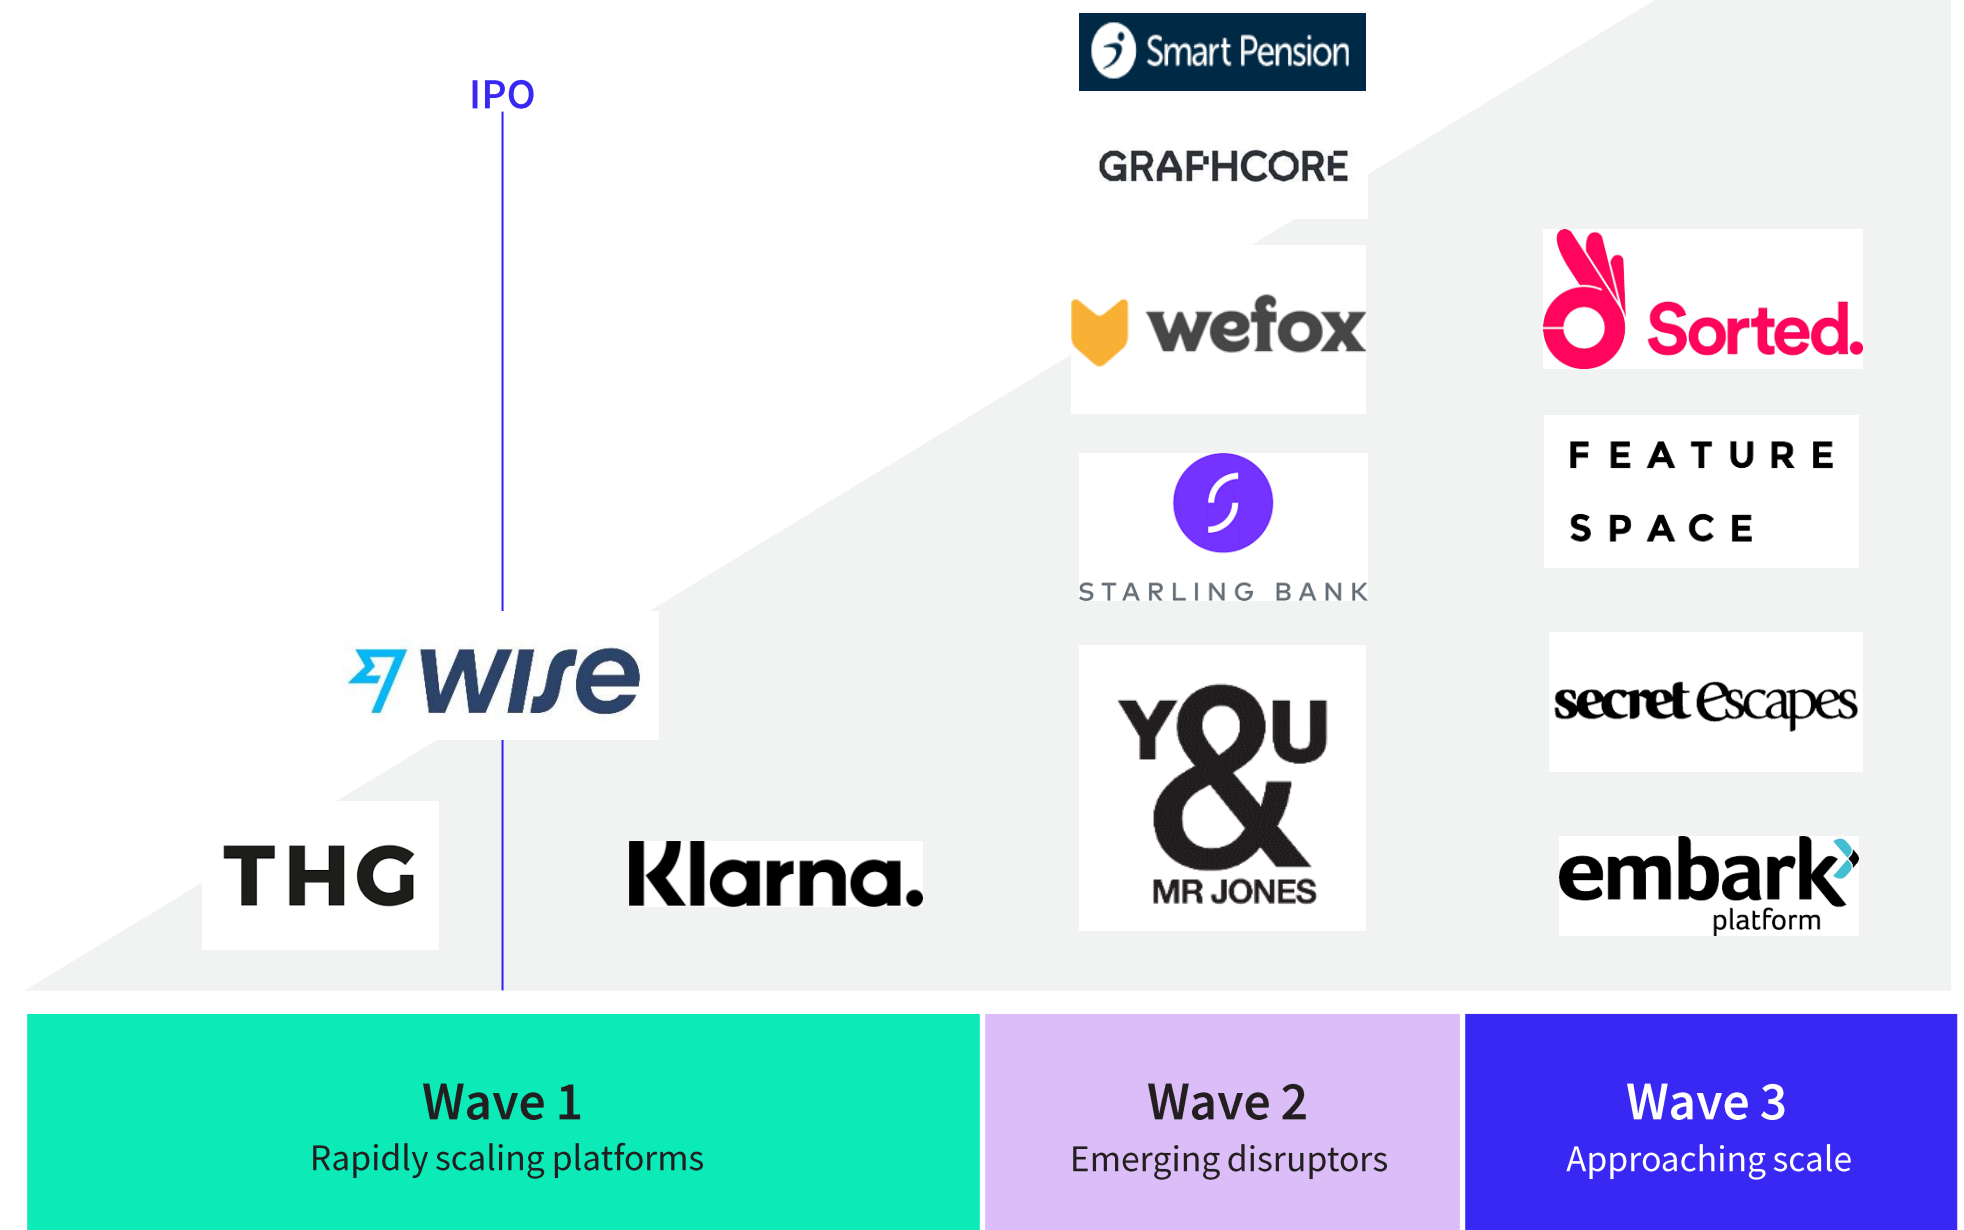 IPO
Smart Pension
GRAPHCORE
wefox
Sorted.
STARLING BANK
FEATURE
SPACE
wise
secret escapes
YOU
&
MR JONES
THG
Klarna.
embark
platform
Wave 1
Rapidly scaling platforms
Wave 2
Emerging disruptors
Wave 3
Approaching scale